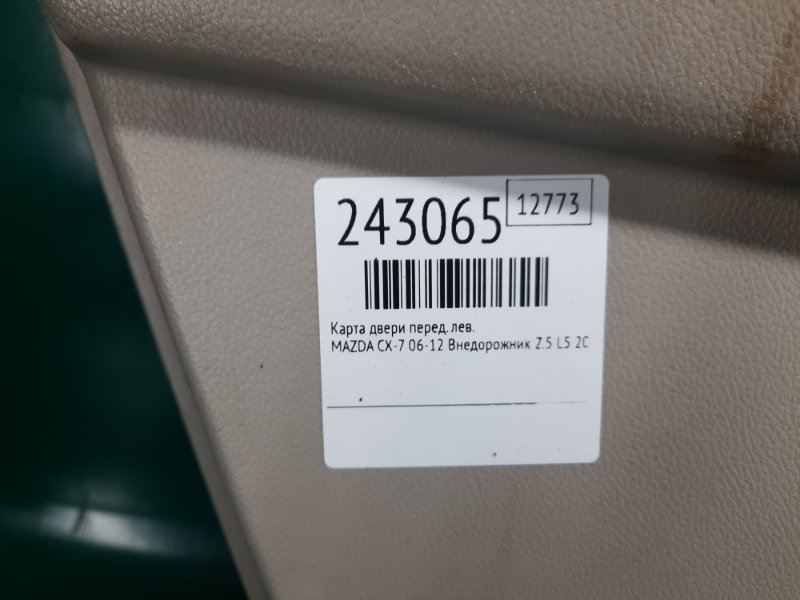 243065
12773
Карта двери перед. лев.
MAZDA CX-7 06-12 Внедорожник 2.5 L5 2C